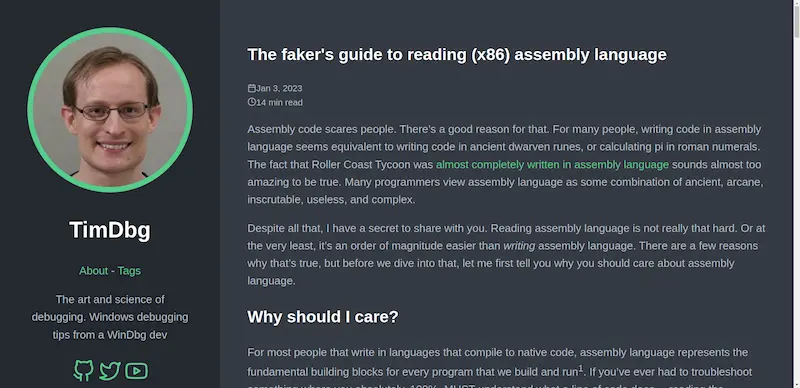 The faker's guide to reading (x86) assembly language
Jan 3, 2023
14 min read
Assembly code scares people. There's a good reason for that. For many people, writing code in assembly
language seems equivalent to writing code in ancient dwarven runes, or calculating pi in roman numerals.
The fact that Roller Coast Tycoon was almost completely written in assembly language sounds almost too
amazing to be true. Many programmers view assembly language as some combination of ancient, arcane,
inscrutable, useless, and complex.
Despite all that, I have a secret to share with you. Reading assembly language is not really that hard. Or at
the very least, it's an order of magnitude easier than writing assembly language. There are a few reasons
why that's true, but before we dive into that, let me first tell you why you should care about assembly
language.
Why should I care?
For most people that write in languages that compile to native code, assembly language represents the
fundamental building blocks for every program that we build and run1. If you've ever had to troubleshoot
TimDbg
About - Tags
The art and science of
debugging. Windows debugging
tips from a WinDbg dev